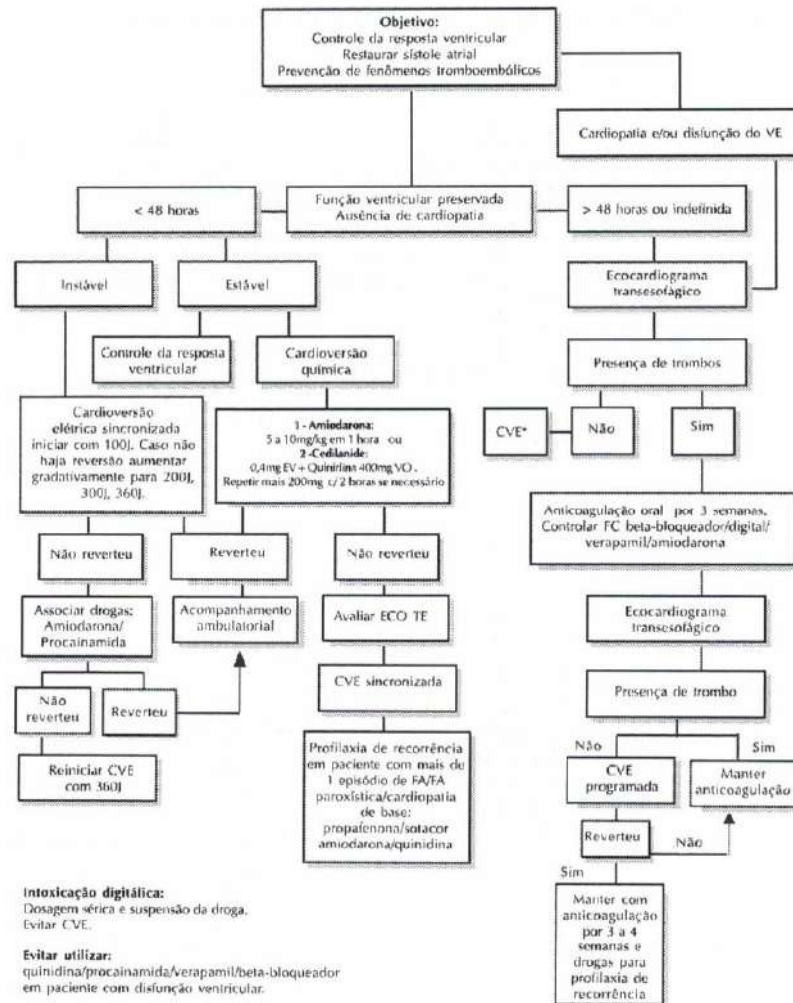 Objetivo:
Controle da resposta ventricular
Restaurar sístole atrial
Prevenção de fenômenos tromboembólicos
Cardiopatia e/ou disfunção do VE
< 48 horas
Função ventricular preservada
Ausência de cardiopatia
> 48 horas ou indefinida
Instável
Estável
Ecocardiograma
transesofágico
Controle da resposta
ventricular
Cardioversão
química
Presença de trombos
Cardioversão
elétrica sincronizada
iniciar com 100J. Caso não
haja reversão aumentar
gradativamente para 200J,
300J, 360J.
1 - Amiodarona:
5 a 10mg/kg em 1 hora ou
2 -Cedilanide:
0,4mg EV + Quinidina 400mg VO .
Repetir mais 200mg c/ 2 horas se necessário
CVE*
Não
Sim
Anticoagulação oral por 3 semanas.
Controlar FC beta-bloqueador/digital/
verapamil/amiodarona
Não reverteu
Reverteu
Não reverteu
Associar drogas:
Amiodarona/
Procainamida
Acompanhamento
ambulatorial
Avaliar ECO TE
Ecocardiograma
transesofágico
Não
reverteu
Reverteu
CVE sincronizada
Presença de trombo
Reiniciar CVE
com 360J
Profilaxia de recorrência
em paciente com mais de
1 episódio de FA/FA
paroxística/cardiopatia
de base:
propafenona/sotacor
amiodarona/quinidina
Não
Sim
CVE
programada
Manter
anticoagulação
Reverteu
Não
Sim
Manter com
anticoagulação
por 3 a 4
semanas e
drogas para
profilaxia de
recorrência
Intoxicação digitálica:
Dosagem sérica e suspensão da droga.
Evitar CVE.
Evitar utilizar:
quinidina/procainamida/verapamil/beta-bloqueador
em paciente com disfunção ventricular.